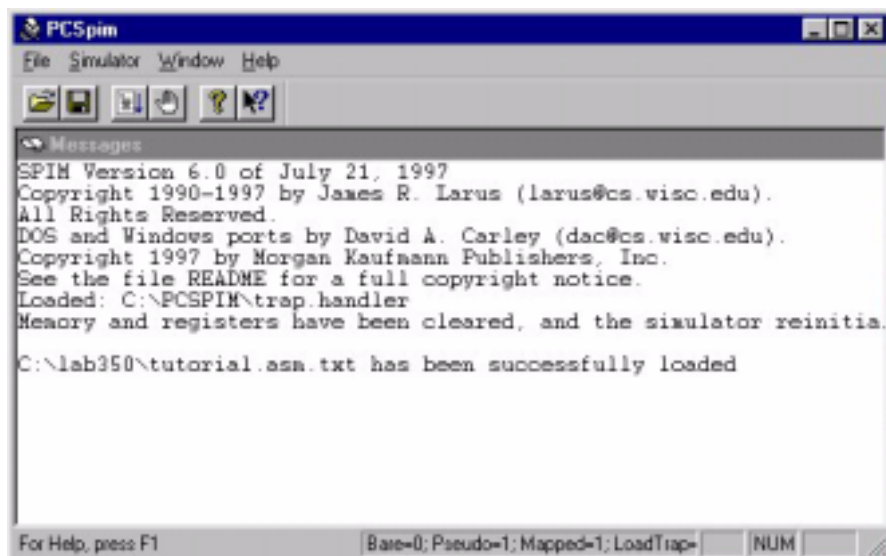 PCSpim
File Simulator Window Help
Messages
SPIM Version 6.0 of July 21, 1997
Copyright 1990-1997 by James R. Larus (larus@cs.wisc.edu).
All Rights Reserved.
DOS and Windows ports by David A. Carley (dac@cs.wisc.edu).
Copyright 1997 by Morgan Kaufmann Publishers, Inc.
See the file README for a full copyright notice.
Loaded: C:\PCSPIM\trap.handler
Memory and registers have been cleared, and the simulator reinitia
C:\lab350\tutorial.asm.txt has been successfully loaded
For Help, press F1 Bare=0; Pseudo=1; Mapped=1; LoadTrap= NUM